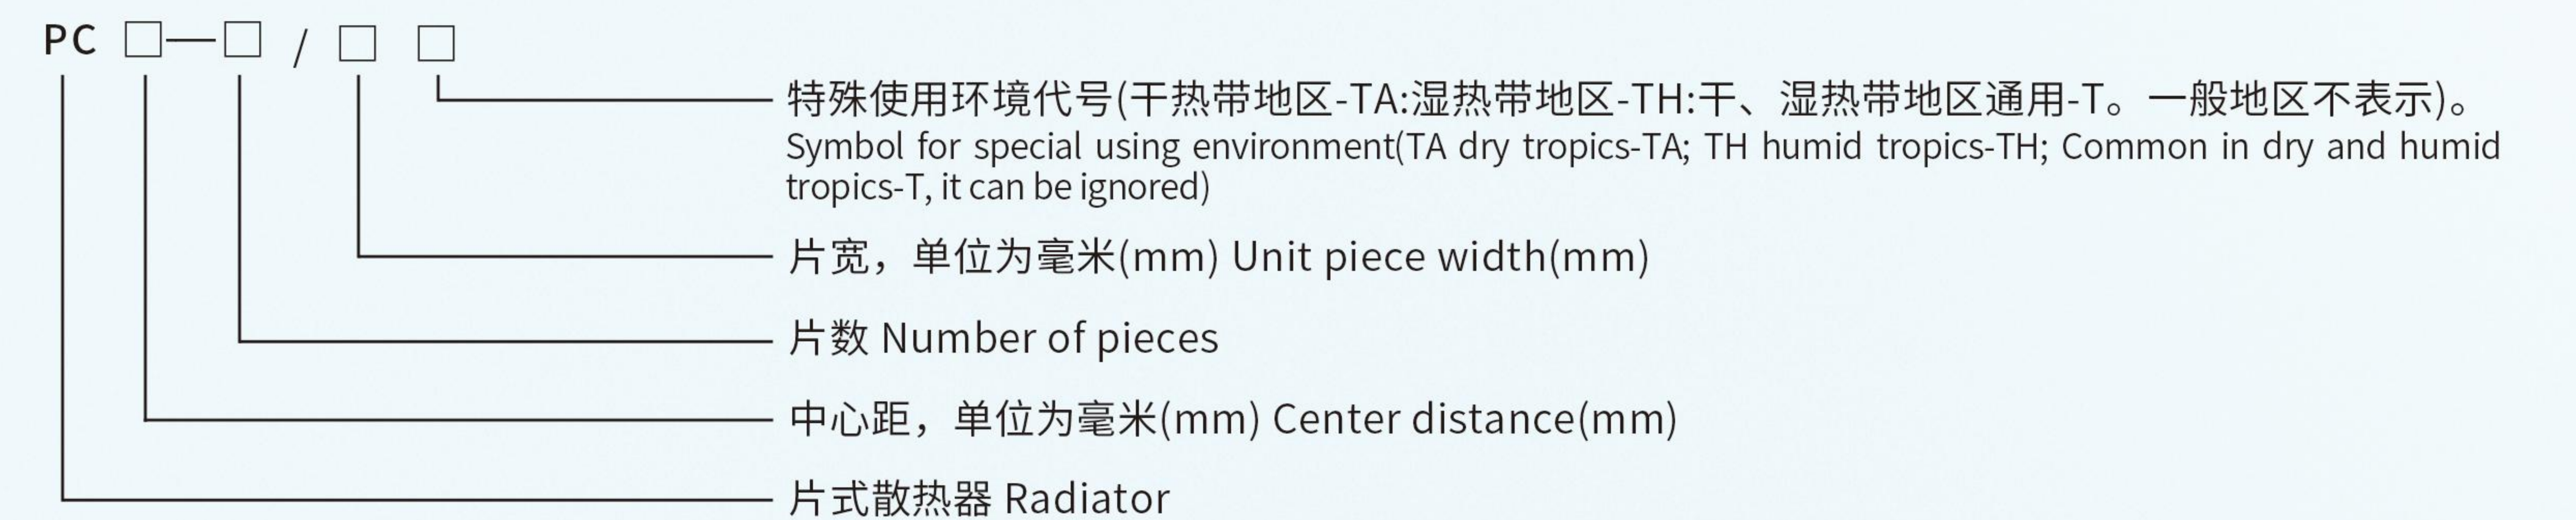 PC □—□ / □ □
特殊使用环境代号(干热带地区-TA:湿热带地区-TH:干、湿热带地区通用-T。一般地区不表示)。
Symbol for special using environment(TA dry tropics-TA; TH humid tropics-TH; Common in dry and humid
tropics-T, it can be ignored)
片宽，单位为毫米(mm) Unit piece width(mm)
片数 Number of pieces
中心距，单位为毫米(mm) Center distance(mm)
片式散热器 Radiator